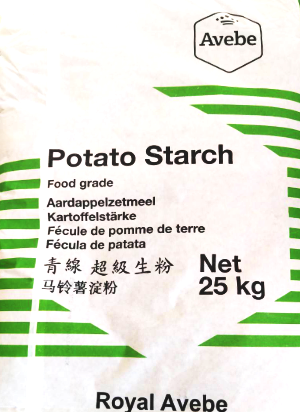 Avebe
Potato Starch
Food grade
Aardappelzetmeel
Kartoffelstärke
Fécule de pomme de terre
Fécula de patata
青線 超級生粉
马铃薯淀粉
Net
25 kg
Royal Avebe